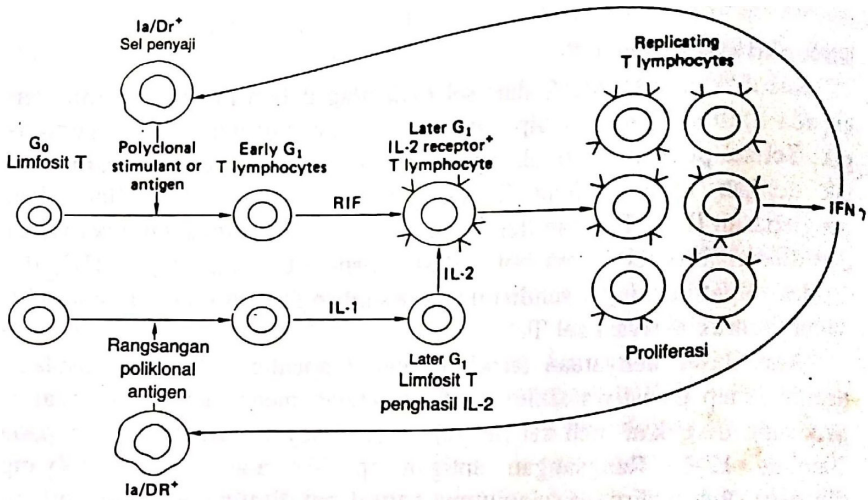 Ia/Dr+
Sel penyaji
Replicating
T lymphocytes
G₀
Limfosit T
Polyclonal
stimulant or
antigen
Early G₁
T lymphocytes
Later G₁
IL-2 receptor+
T lymphocyte
RIF
IFNγ
IL-2
IL-1
Rangsangan
poliklonal
antigen
Later G₁
Limfosit T
penghasil IL-2
Proliferasi
Ia/DR+